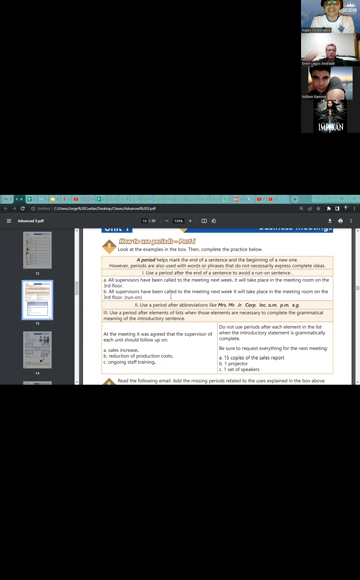 William Ramirez
IMPERAN
Advanced 3.pdf
13
129%
12
13
14
Unit 1
Business Meetings
How to use periods - Part I
Look at the examples in the box. Then, complete the practice below.
A period helps mark the end of a sentence and the beginning of a new one.
However, periods are also used with words or phrases that do not necessarily express complete ideas.
I. Use a period after the end of a sentence to avoid a run-on sentence
a. All supervisors have been called to the meeting next week. It will take place in the meeting room on the
3rd floor.
b. All supervisors have been called to the meeting next week It will take place in the meeting room on the
3rd floor. (run-on)
II. Use a period after abbreviations like Mrs. Mr. Jr. Corp. Inc. a.m. p.m. e.g.
III. Use a period after elements of lists when those elements are necessary to complete the grammatical
meaning of the introductory sentence.
At the meeting it was agreed that the supervisor of
each unit should follow up on:
a. sales increase.
b. reduction of production costs.
c. ongoing staff training.
Do not use periods after each element in the list
when the introductory statement is grammatically
complete.
Be sure to request everything for the next meeting:
a. 15 copies of the sales report
b. 1 projector
c. 1 set of speakers
Read the following email. Add the missing periods related to the uses explained in the box above.